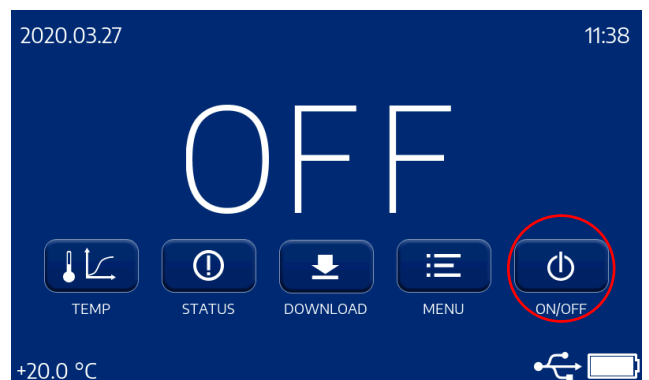 2020.03.27 11:38
OFF
TEMP STATUS DOWNLOAD MENU ON/OFF
+20.0 °C